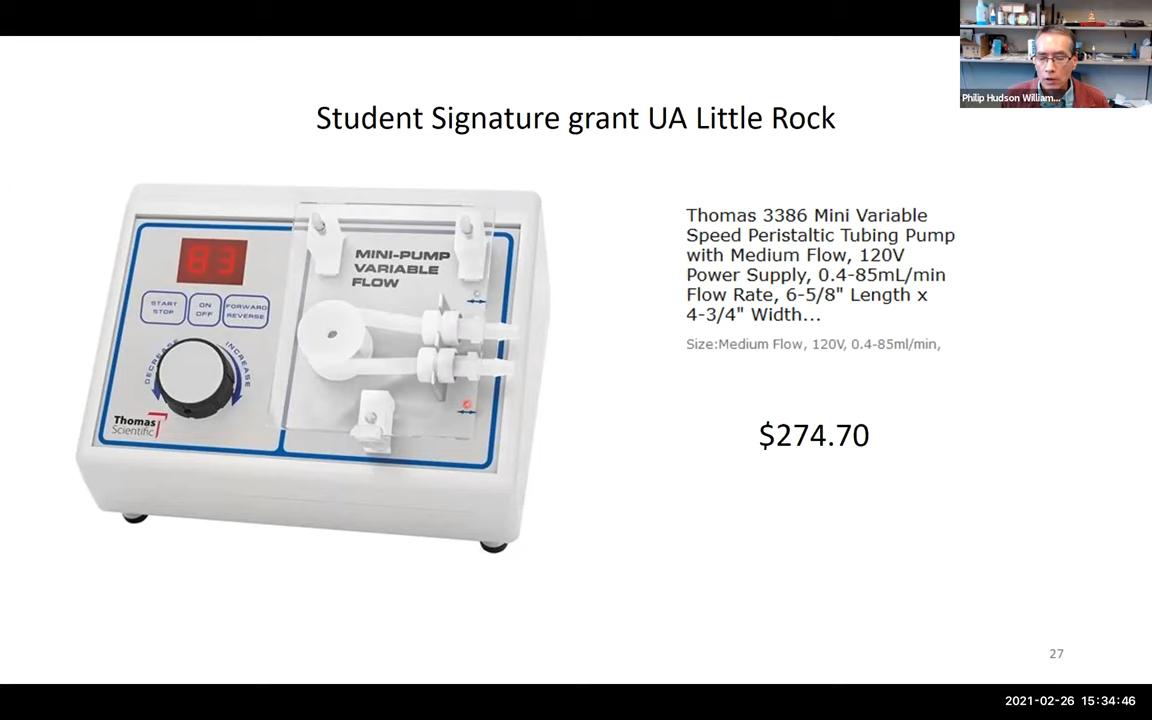 Philip Hudson William...
Student Signature grant UA Little Rock
83
MINI-PUMP
VARIABLE
FLOW
START
STOP
ON
OFF
FORWARD
REVERSE
DECREASE
INCREASE
Thomas
Scientific
Thomas 3386 Mini Variable
Speed Peristaltic Tubing Pump
with Medium Flow, 120V
Power Supply, 0.4-85mL/min
Flow Rate, 6-5/8" Length x
4-3/4" Width...
Size:Medium Flow, 120V, 0.4-85ml/min,
$274.70
27
2021-02-26 15:34:46